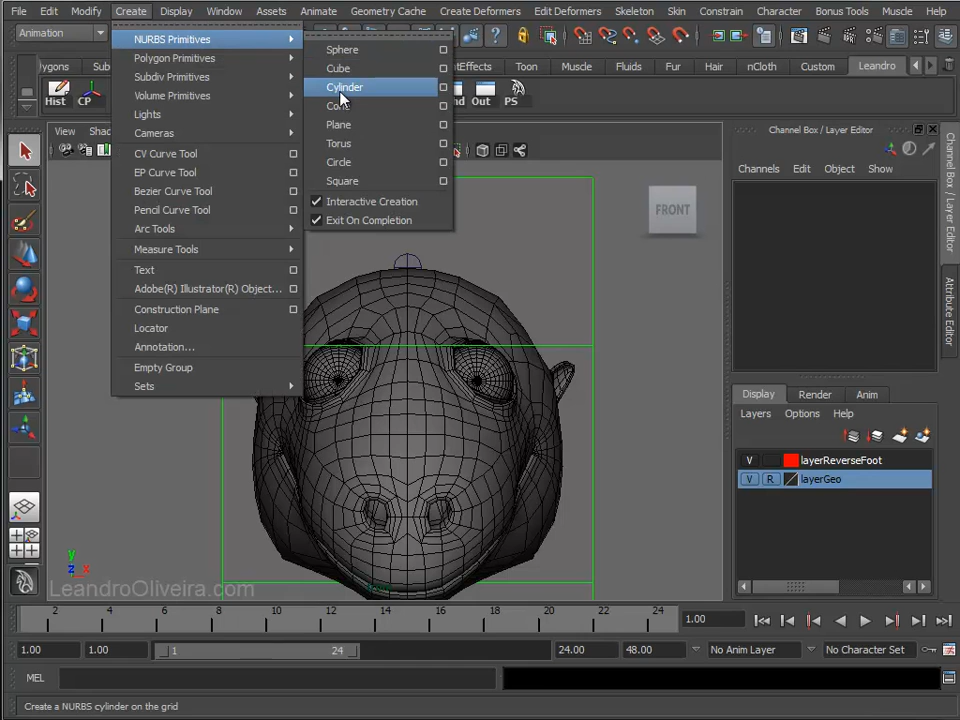 File Edit Modify Create Display Window Assets Animate Geometry Cache Create Deformers Edit Deformers Skeleton Skin Constrain Character Bonus Tools Muscle Help
Animation
NURBS Primitives
Polygon Primitives
Subdiv Primitives
Volume Primitives
Lights
Cameras
CV Curve Tool
EP Curve Tool
Bezier Curve Tool
Pencil Curve Tool
Arc Tools
Measure Tools
Text
Adobe(R) Illustrator(R) Object...
Construction Plane
Locator
Annotation...
Empty Group
Sets
Sphere
Cube
Cylinder
Plane
Torus
Circle
Square
Interactive Creation
Exit On Completion
Toon Muscle Fluids Fur Hair nCloth Custom Leandro
Hist CP Out PS
View
FRONT
Channel Box / Layer Editor
Channels Edit Object Show
Channel Box / Layer Editor
Attribute Editor
Display Render Anim
Layers Options Help
V layerReverseFoot
V R layerGeo
y
z x
LeandroOliveira.com
2 4 6 8 10 12 14 16 18 20 22 24
1.00
1.00 1.00 1 24 24.00 48.00 No Anim Layer No Character Set
MEL
Create a NURBS cylinder on the grid